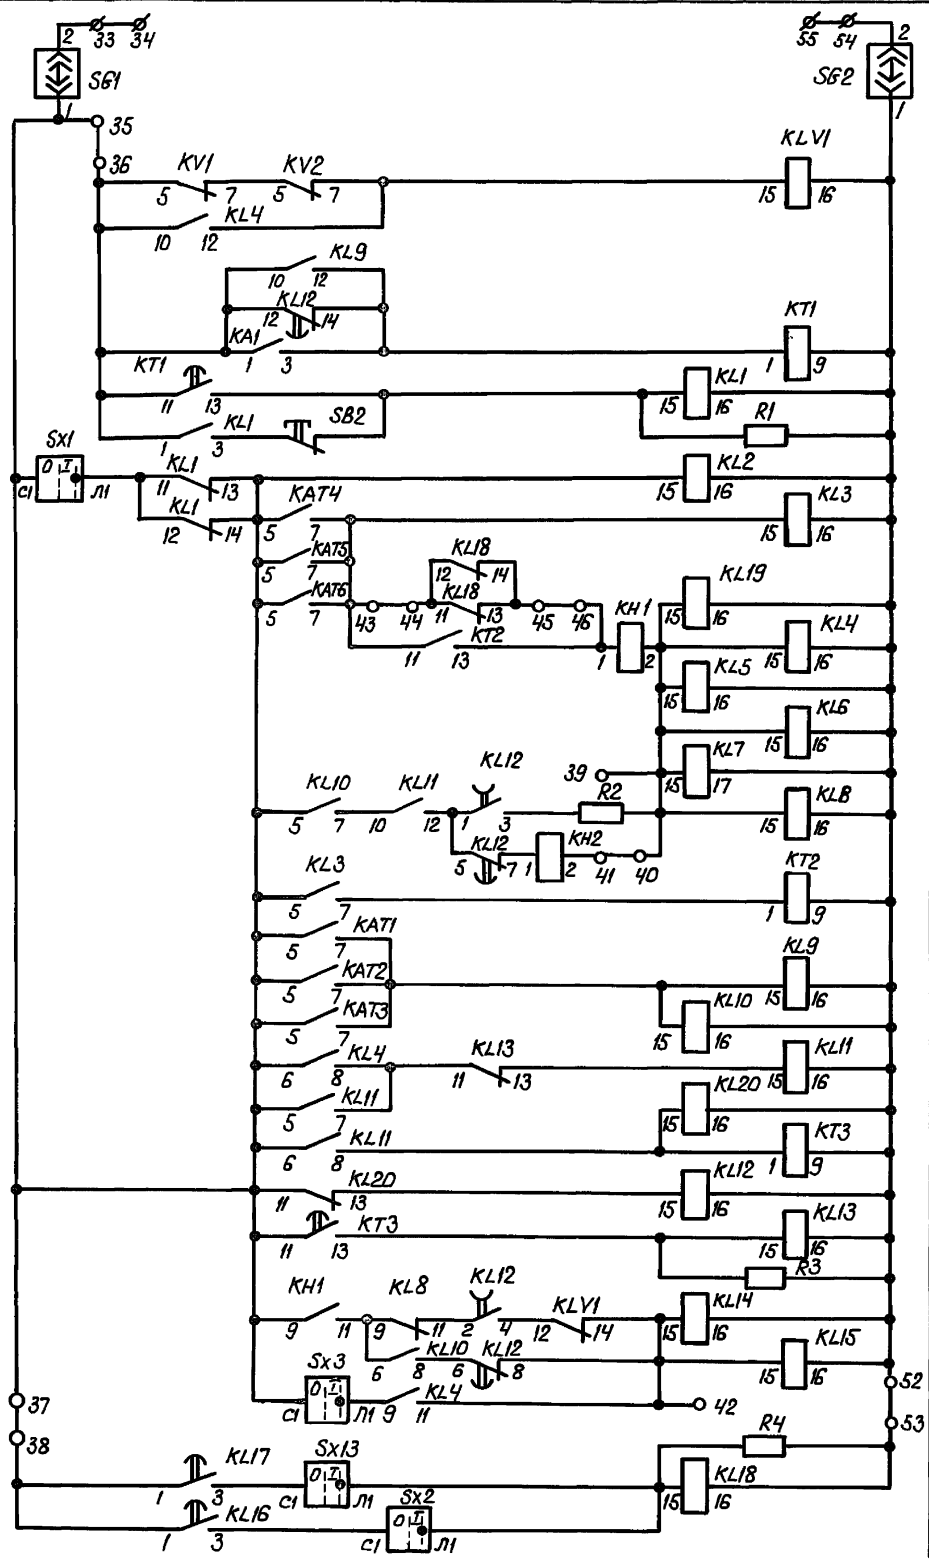 2 33 34 55 54 2
SG1 SG2
1 35 1
36
KV1 KV2 KLV1
5 7 5 7 15 16
KL4
10 12
KL9
10 12
KL12
12 14
KA1 KT1
1 3 1 9
KT1 KL1
11 13 15 16
KL1 SB2 R1
1 3
SX1 KL1 KL2
O I
C1 Л1 11 13 15 16
KL1 KAT4 KL3
12 14 5 7 15 16
KAT5 KL18
5 7 12 14
KAT6 KL18 KL19
5 7 43 44 11 13 45 46 15 16
KT2 KH1 KL4
11 13 1 2 15 16
KL5
15 16
KL6
15 16
KL7
39 15 17
KL10 KL11 KL12 R2 KL8
5 7 10 12 1 3 15 16
KL12 KH2
5 7 1 2 41 40
KL3 KT2
5 7 1 9
KAT1
5 7
KAT2 KL9
5 7 15 16
KAT3 KL10
5 7 15 16
KL4 KL13 KL11
6 8 11 13 15 16
KL11 KL20
5 7 15 16
KL11 KT3
6 8 1 9
KL20 KL12
11 13 15 16
KT3 KL13
11 13 15 16
R3
KH1 KL8 KL12 KLV1 KL14
9 11 9 11 2 4 12 14 15 16
KL10 KL12 KL15
6 8 6 8 15 16
52
SX3 KL4
O I
37 C1 Л1 9 11 42
53
38 R4
KL17 SX13 KL18
O I
1 3 C1 Л1 15 16
KL16 SX2
O I
1 3 C1 Л1